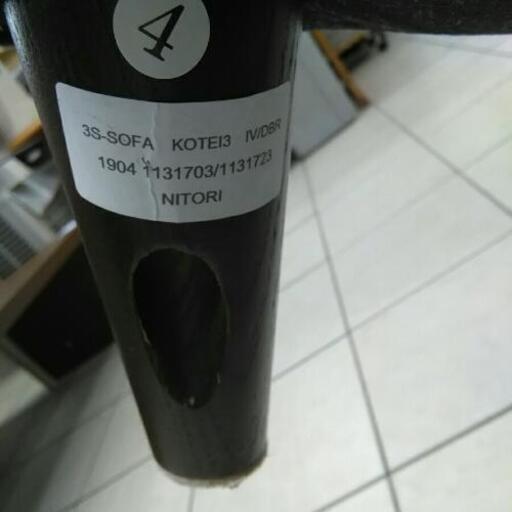 4
3S-SOFA KOTEI3 IV/DBR
1904 1131703/1131723
NITORI